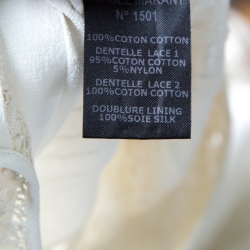 N° 1501
100%COTON COTTON
DENTELLE LACE 1
95%COTON COTTON
5%NYLON
DENTELLE LACE 2
100%COTON COTTON
DOUBLURE LINING
100%SOIE SILK